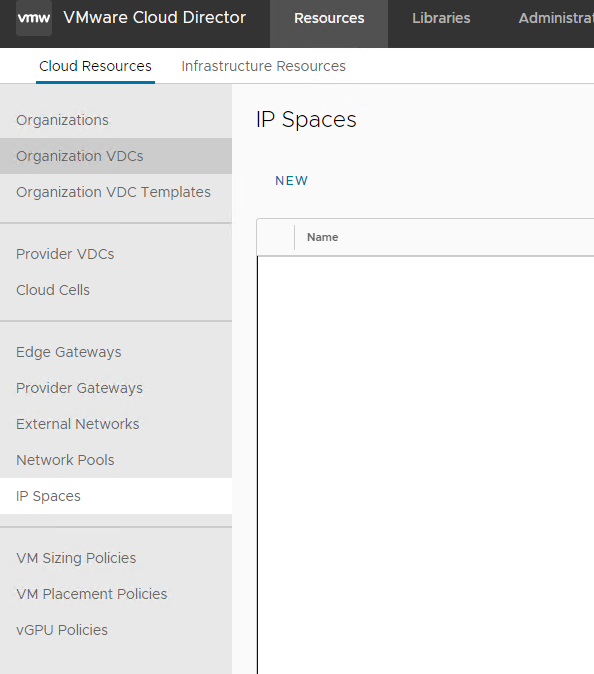 vmw VMware Cloud Director Resources Libraries Administrat
Cloud Resources Infrastructure Resources
Organizations
Organization VDCs
Organization VDC Templates
Provider VDCs
Cloud Cells
Edge Gateways
Provider Gateways
External Networks
Network Pools
IP Spaces
VM Sizing Policies
VM Placement Policies
vGPU Policies
IP Spaces
NEW
Name